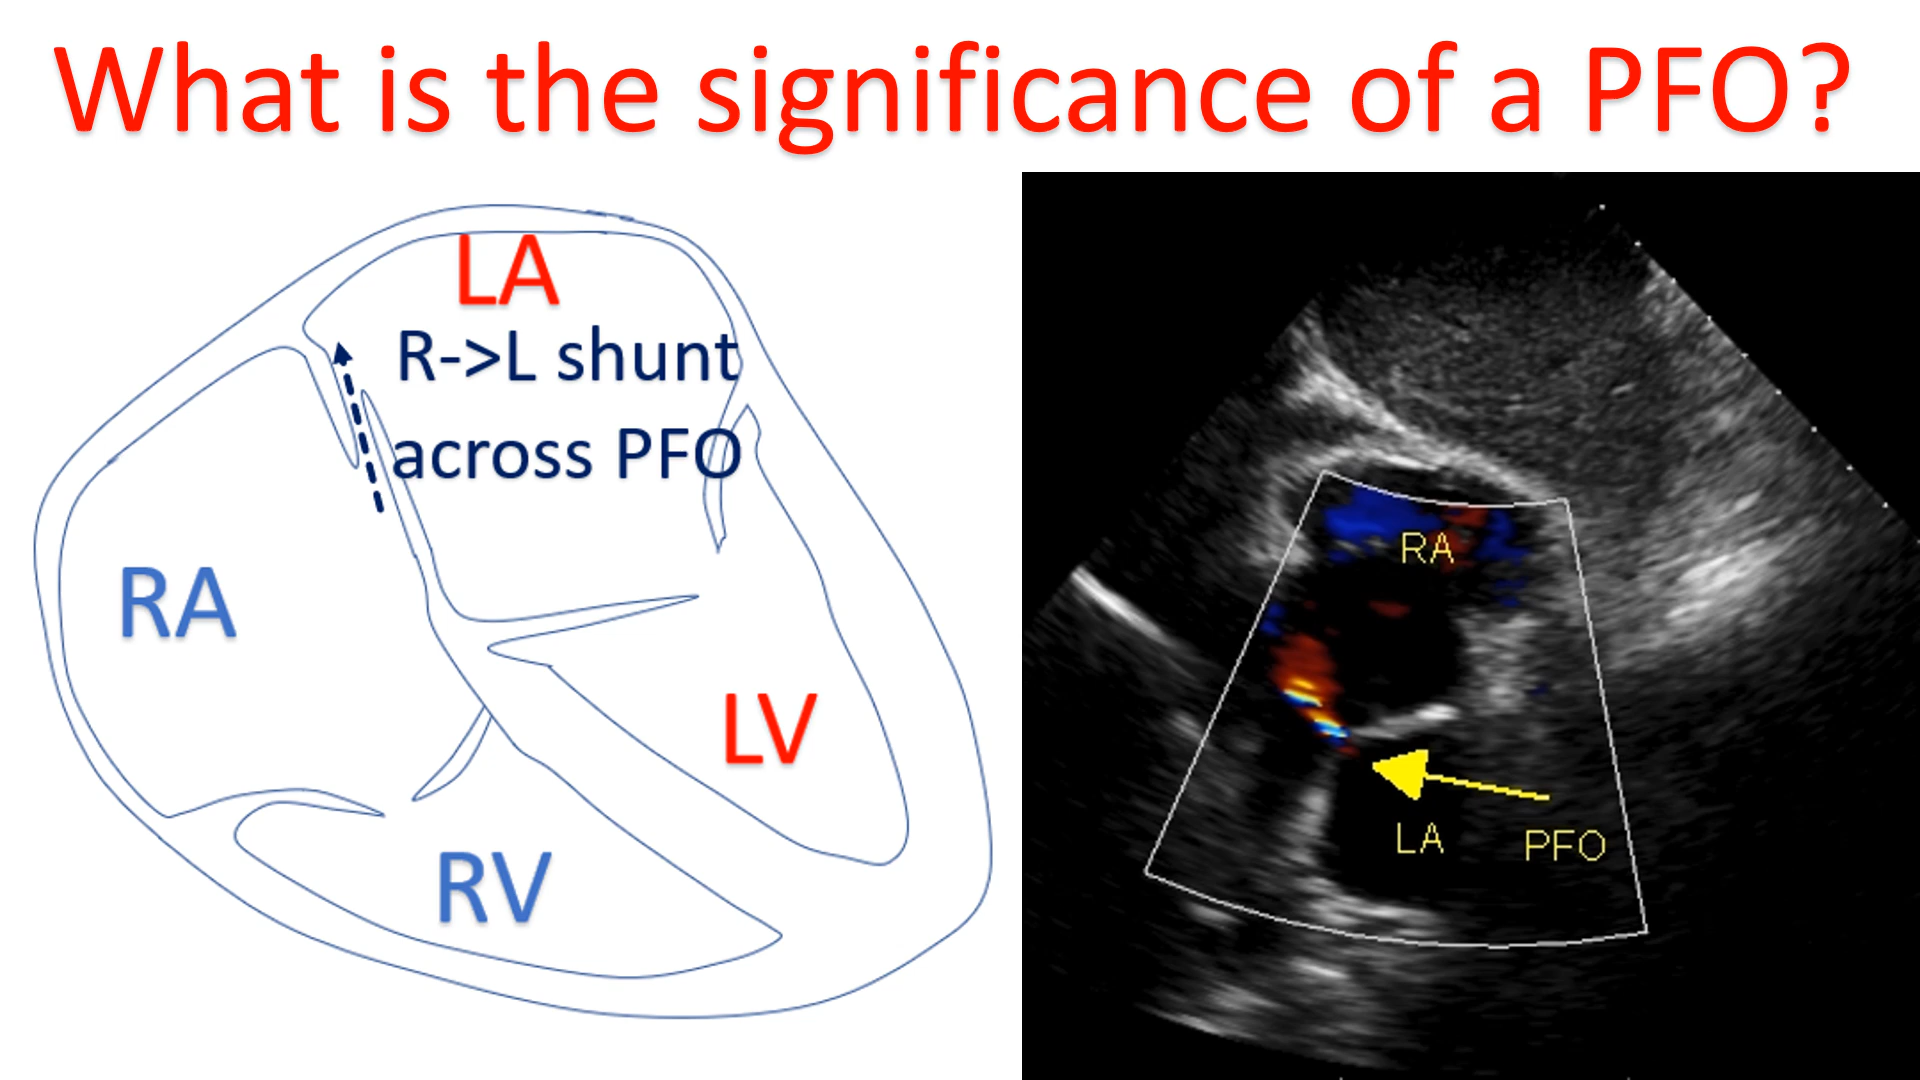 What is the significance of a PFO?
LA
R->L shunt
across PFO
RA
LV
RV
RA
LA
PFO